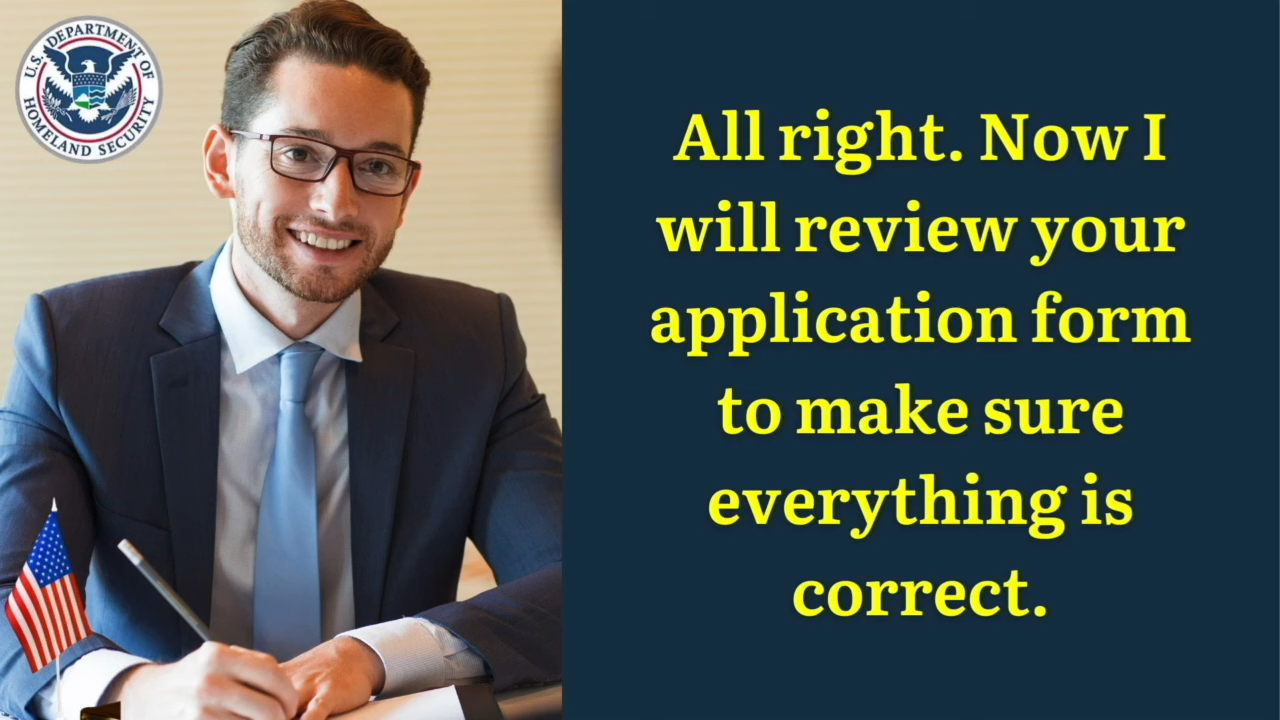 U.S. DEPARTMENT OF
HOMELAND SECURITY
All right. Now I
will review your
application form
to make sure
everything is
correct.